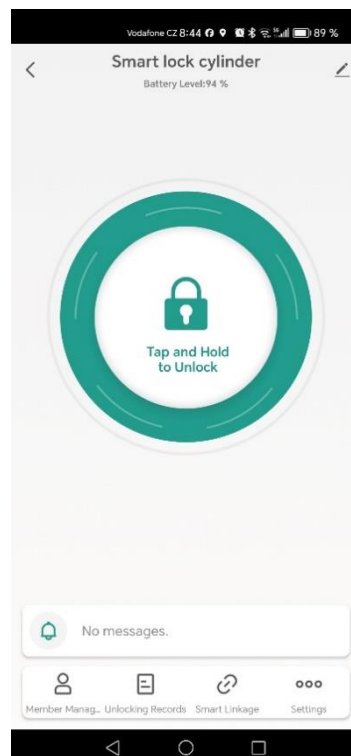 Vodafone CZ 8:44 89 %
Smart lock cylinder
Battery Level:94 %
Tap and Hold
to Unlock
No messages.
Member Manag... Unlocking Records Smart Linkage Settings